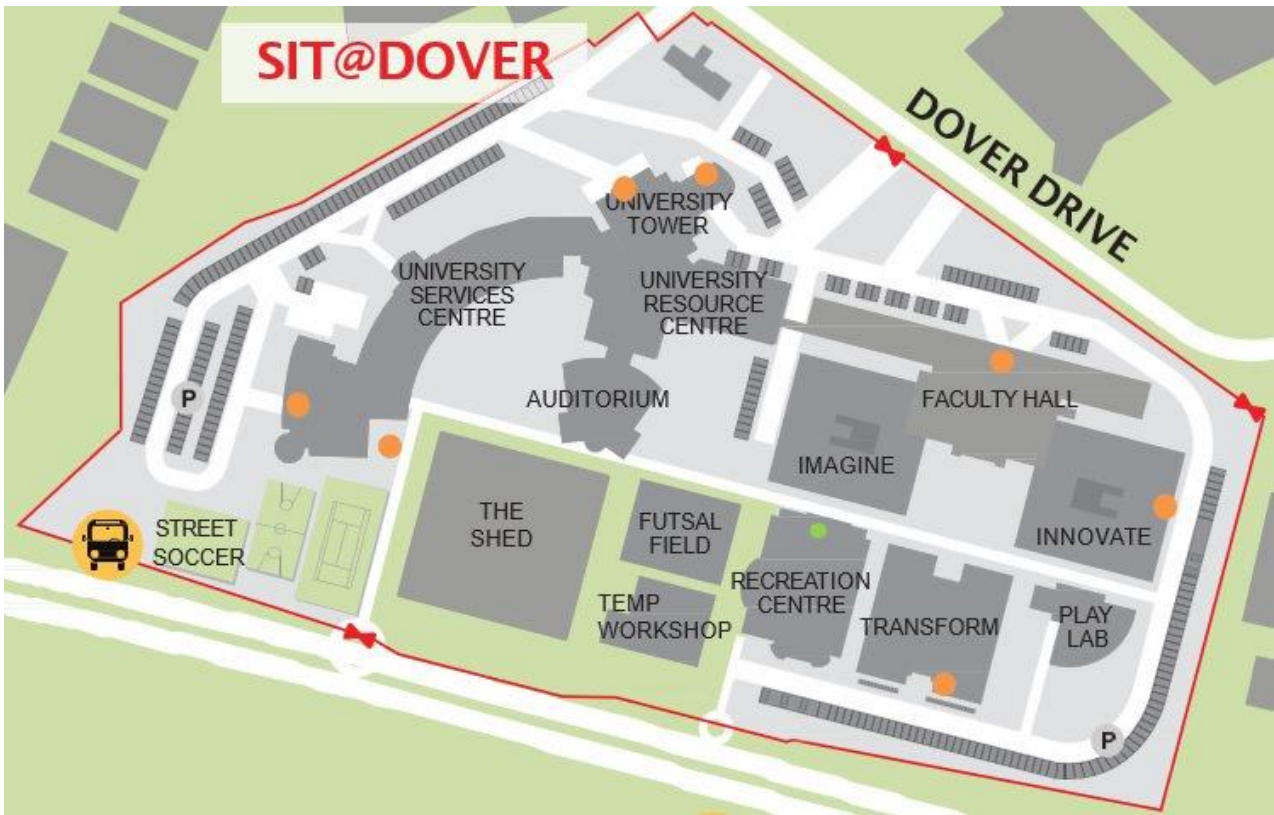 SIT@DOVER
DOVER DRIVE
UNIVERSITY
TOWER
UNIVERSITY
SERVICES
CENTRE
UNIVERSITY
RESOURCE
CENTRE
P
AUDITORIUM
FACULTY HALL
IMAGINE
THE
SHED
STREET
SOCCER
FUTSAL
FIELD
INNOVATE
RECREATION
CENTRE
TEMP
WORKSHOP
TRANSFORM
PLAY
LAB
P